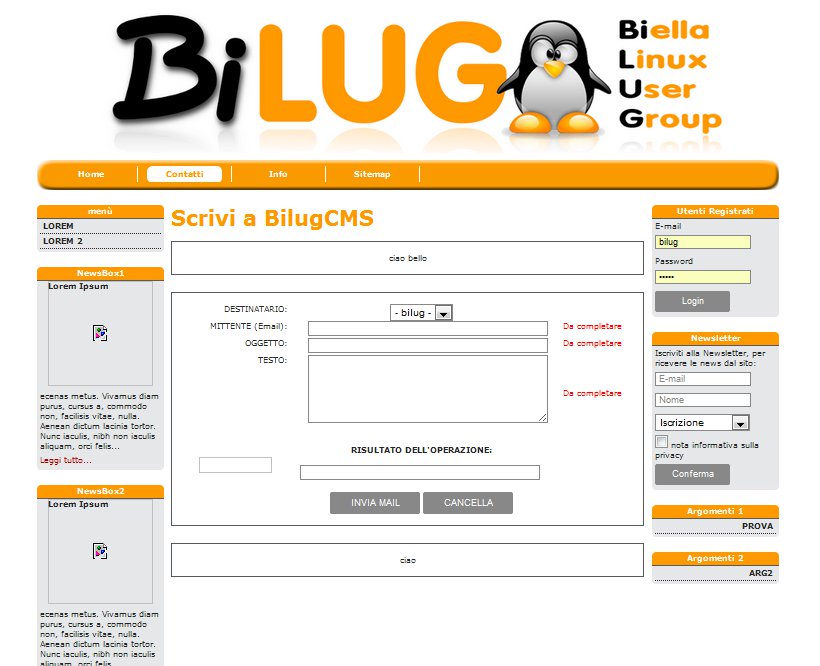 BiLUG
Biella
Linux
User
Group
Home
Contatti
Info
Sitemap
menù
LOREM
LOREM 2
NewsBox1
Lorem Ipsum
ecenas metus. Vivamus diam
purus, cursus a, commodo
non, facilisis vitae, nulla.
Aenean dictum lacinia tortor.
Nunc iaculis, nibh non iaculis
aliquam, orci felis...
Leggi tutto...
NewsBox2
Lorem Ipsum
ecenas metus. Vivamus diam
purus, cursus a, commodo
non, facilisis vitae, nulla.
Aenean dictum lacinia tortor.
Nunc iaculis, nibh non iaculis
aliquam, orci felis...
Scrivi a BilugCMS
ciao bello
DESTINATARIO:
- bilug -
MITTENTE (Email):
Da completare
OGGETTO:
Da completare
TESTO:
Da completare
RISULTATO DELL'OPERAZIONE:
INVIA MAIL
CANCELLA
ciao
Utenti Registrati
E-mail
bilug
Password
•••••
Login
Newsletter
Iscriviti alla Newsletter, per
ricevere le news dal sito:
E-mail
Nome
Iscrizione
nota informativa sulla
privacy
Conferma
Argomenti 1
PROVA
Argomenti 2
ARG2